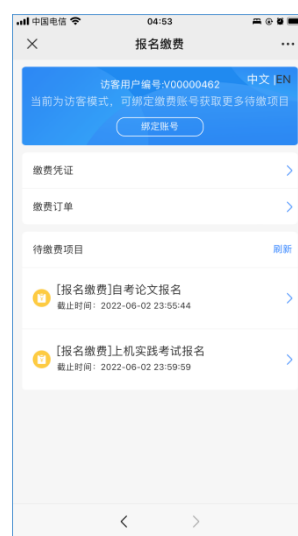 中国电信 04:53
报名缴费
访客用户编号:V00000462 中文 |EN
当前为访客模式，可绑定缴费账号获取更多待缴项目
绑定账号
缴费凭证
缴费订单
待缴费项目 刷新
[报名缴费]自考论文报名
截止时间：2022-06-02 23:55:44
[报名缴费]上机实践考试报名
截止时间：2022-06-02 23:59:59